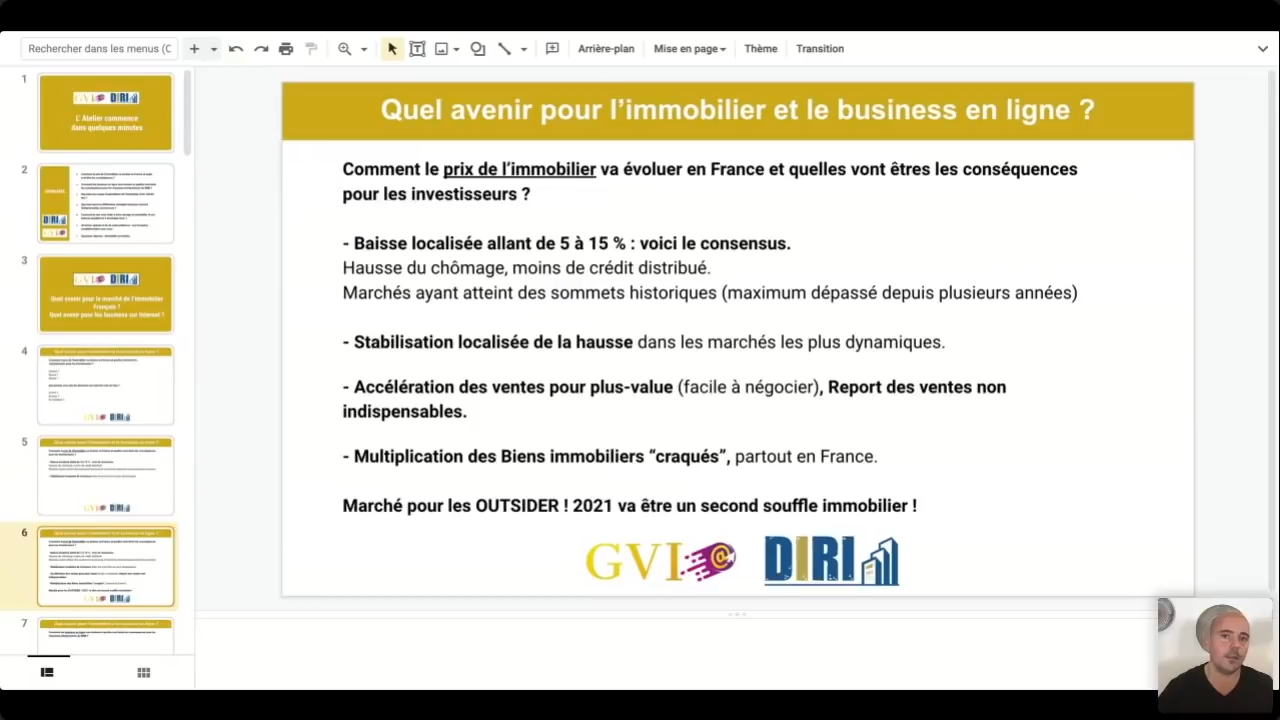 Rechercher dans les menus (C
Arrière-plan
Mise en page
Thème
Transition
1
GVI DIRI
L' Atelier commence
dans quelques minutes
2
DIRI
3
GVI DIRI
Quel avenir pour le marché de l'immobilier
Français ?
Quel avenir pour les business sur Internet ?
4
5
6
7
Quel avenir pour l'immobilier et le business en ligne ?
Comment le prix de l'immobilier va évoluer en France et quelles vont êtres les conséquences
pour les investisseurs ?
- Baisse localisée allant de 5 à 15 % : voici le consensus.
Hausse du chômage, moins de crédit distribué.
Marchés ayant atteint des sommets historiques (maximum dépassé depuis plusieurs années)
- Stabilisation localisée de la hausse dans les marchés les plus dynamiques.
- Accélération des ventes pour plus-value (facile à négocier), Report des ventes non
indispensables.
- Multiplication des Biens immobiliers “craqués”, partout en France.
Marché pour les OUTSIDER ! 2021 va être un second souffle immobilier !
GVI@ DIRI